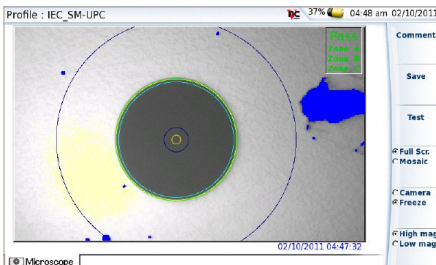 Profile : IEC_SM-UPC
37%
04:48 am 02/10/2011
Pass
Zone
Zone
Zone
Comment
Save
Test
Full Scr.
Mosaic
Camera
Freeze
High mag
Low mag
02/10/2011 04:47:32
Microscope